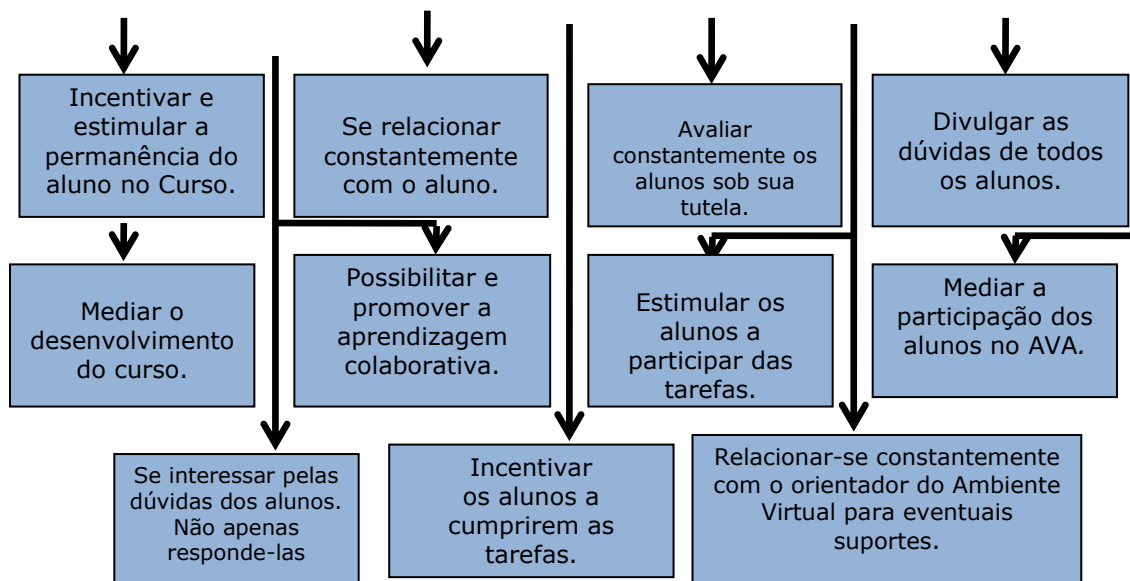 Incentivar e
estimular a
permanência do
aluno no Curso.
Se relacionar
constantemente
com o aluno.
Avaliar
constantemente os
alunos sob sua
tutela.
Divulgar as
dúvidas de todos
os alunos.
Mediar o
desenvolvimento
do curso.
Possibilitar e
promover a
aprendizagem
colaborativa.
Estimular os
alunos a
participar das
tarefas.
Mediar a
participação dos
alunos no AVA.
Se interessar pelas
dúvidas dos alunos.
Não apenas
responde-las
Incentivar
os alunos a
cumprirem as
tarefas.
Relacionar-se constantemente
com o orientador do Ambiente
Virtual para eventuais
suportes.